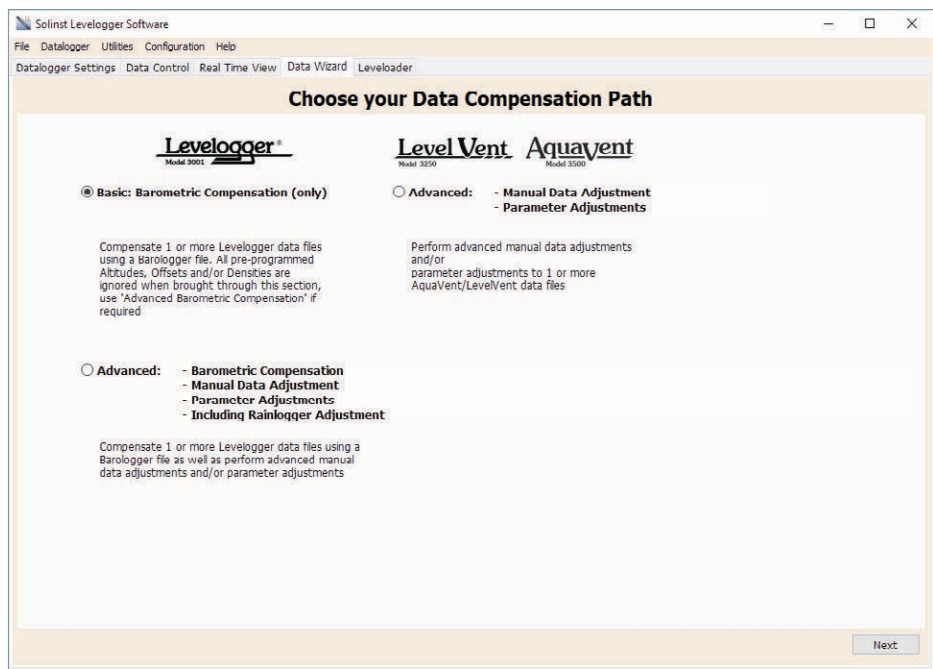 Solinst Levelogger Software
File Datalogger Utilities Configuration Help
Datalogger Settings Data Control Real Time View Data Wizard Leveloader
Choose your Data Compensation Path
Levelogger®
Model 3001
Basic: Barometric Compensation (only)
Compensate 1 or more Levelogger data files
using a Barologger file. All pre-programmed
Altitudes, Offsets and/or Densities are
ignored when brought through this section,
use 'Advanced Barometric Compensation' if
required
Level Vent Aquavent
Model 3250 Model 3500
Advanced: - Manual Data Adjustment
- Parameter Adjustments
Perform advanced manual data adjustments
and/or
parameter adjustments to 1 or more
AquaVent/LevelVent data files
Advanced: - Barometric Compensation
- Manual Data Adjustment
- Parameter Adjustments
- Including Rainlogger Adjustment
Compensate 1 or more Levelogger data files using a
Barologger file as well as perform advanced manual
data adjustments and/or parameter adjustments
Next